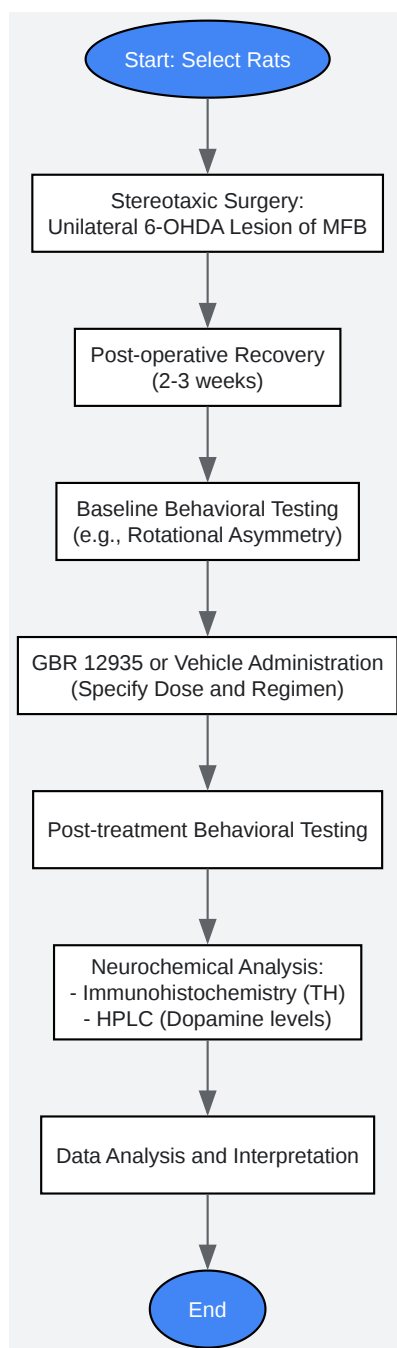 Start: Select Rats
Stereotaxic Surgery:
Unilateral 6-OHDA Lesion of MFB
Post-operative Recovery
(2-3 weeks)
Baseline Behavioral Testing
(e.g., Rotational Asymmetry)
GBR 12935 or Vehicle Administration
(Specify Dose and Regimen)
Post-treatment Behavioral Testing
Neurochemical Analysis:
- Immunohistochemistry (TH)
- HPLC (Dopamine levels)
Data Analysis and Interpretation
End